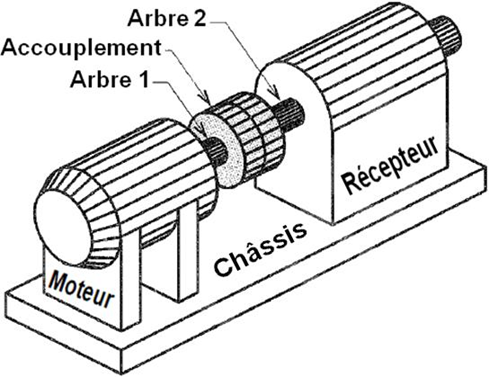 Arbre 2
Accouplement
Arbre 1
Récepteur
Châssis
Moteur